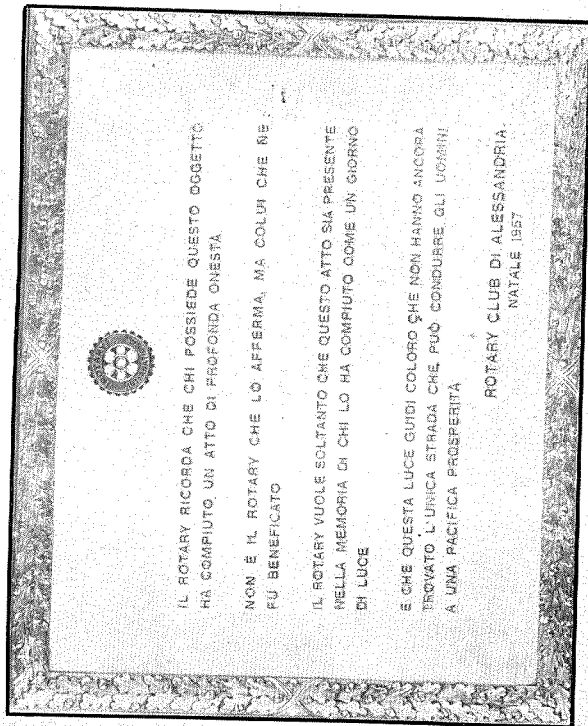 IL ROTARY RICORDA CHE CHI POSSIEDE QUESTO OGGETTO
HA COMPIUTO UN ATTO DI PROFONDA ONESTÀ
NON È IL ROTARY CHE LO AFFERMA, MA COLUI CHE NE
FU BENEFICATO
IL ROTARY VUOLE SOLTANTO CHE QUESTO ATTO SIA PRESENTE
NELLA MEMORIA DI CHI LO HA COMPIUTO COME UN GIORNO
DI LUCE
E CHE QUESTA LUCE GUIDI COLORO CHE NON HANNO ANCORA
TROVATO L'UNICA STRADA CHE PUÒ CONDURRE GLI UOMINI
A UNA PACIFICA PROSPERITÀ
ROTARY CLUB DI ALESSANDRIA
NATALE 1957